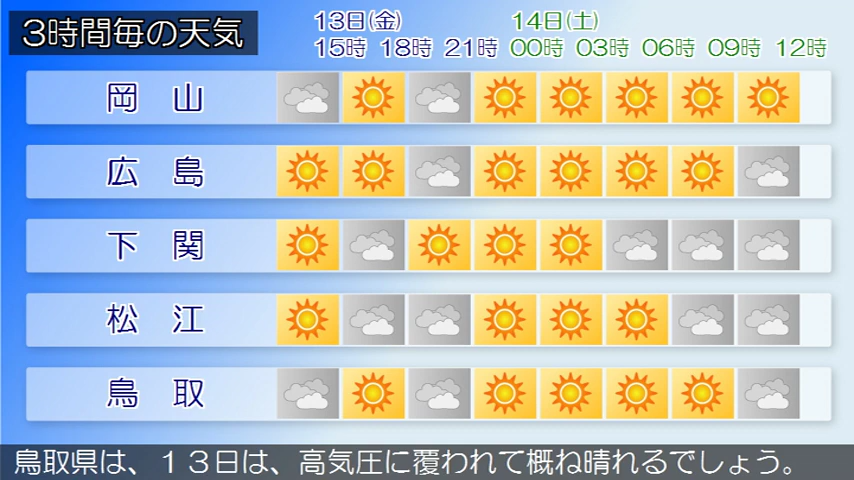 3時間毎の天気
13日(金) 14日(土)
15時 18時 21時 00時 03時 06時 09時 12時
岡 山
広 島
下 関
松 江
鳥 取
鳥取県は、１３日は、高気圧に覆われて概ね晴れるでしょう。